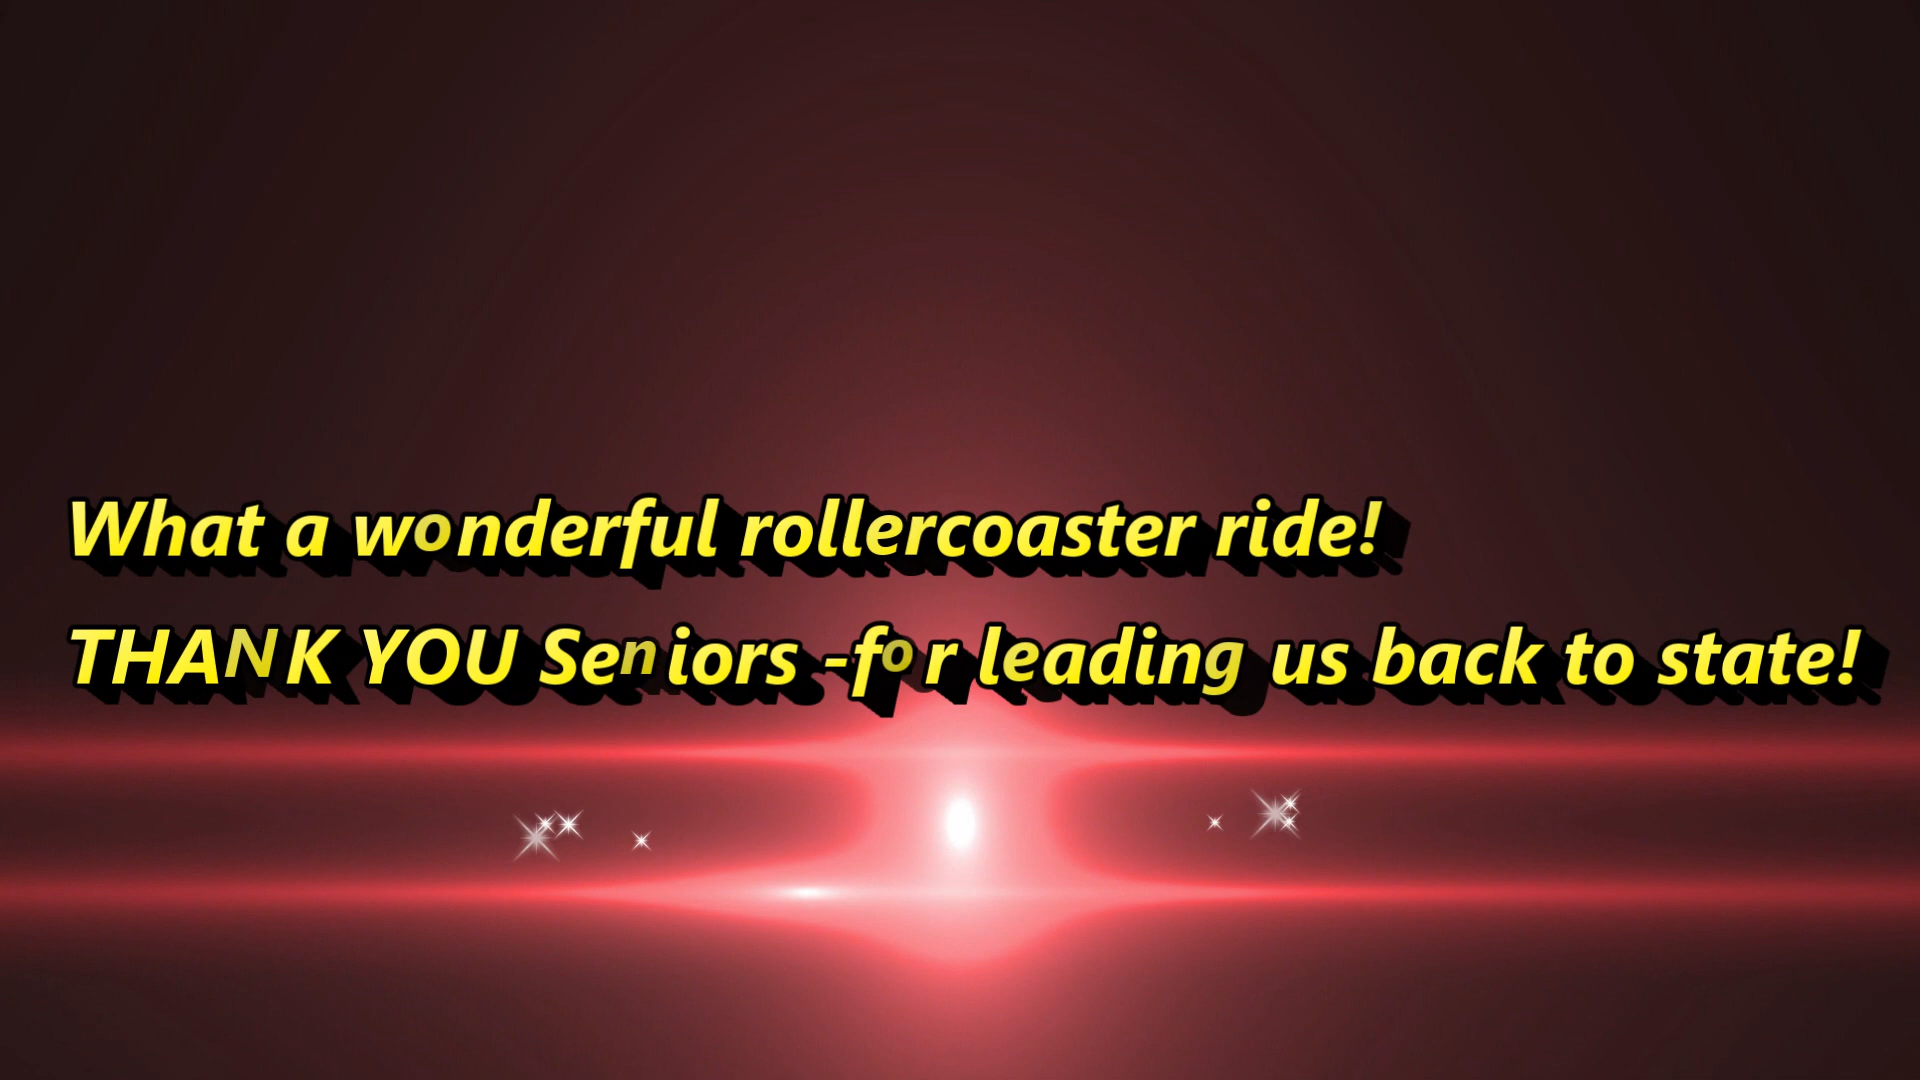 What a wonderful rollercoaster ride!
THANK YOU Seniors -for leading us back to state!